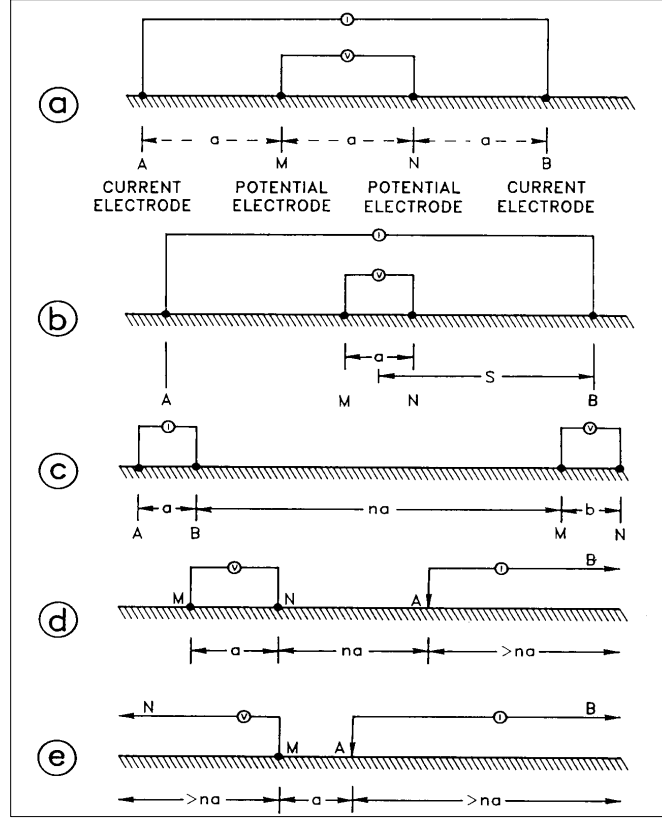 I
V
a
a a a
A M N B
CURRENT ELECTRODE POTENTIAL ELECTRODE POTENTIAL ELECTRODE CURRENT ELECTRODE
I
V
b
a
S
A M N B
I V
c
a na b
A B M N
V I B
M N A
d
a na >na
N V I B
M A
e
>na a >na